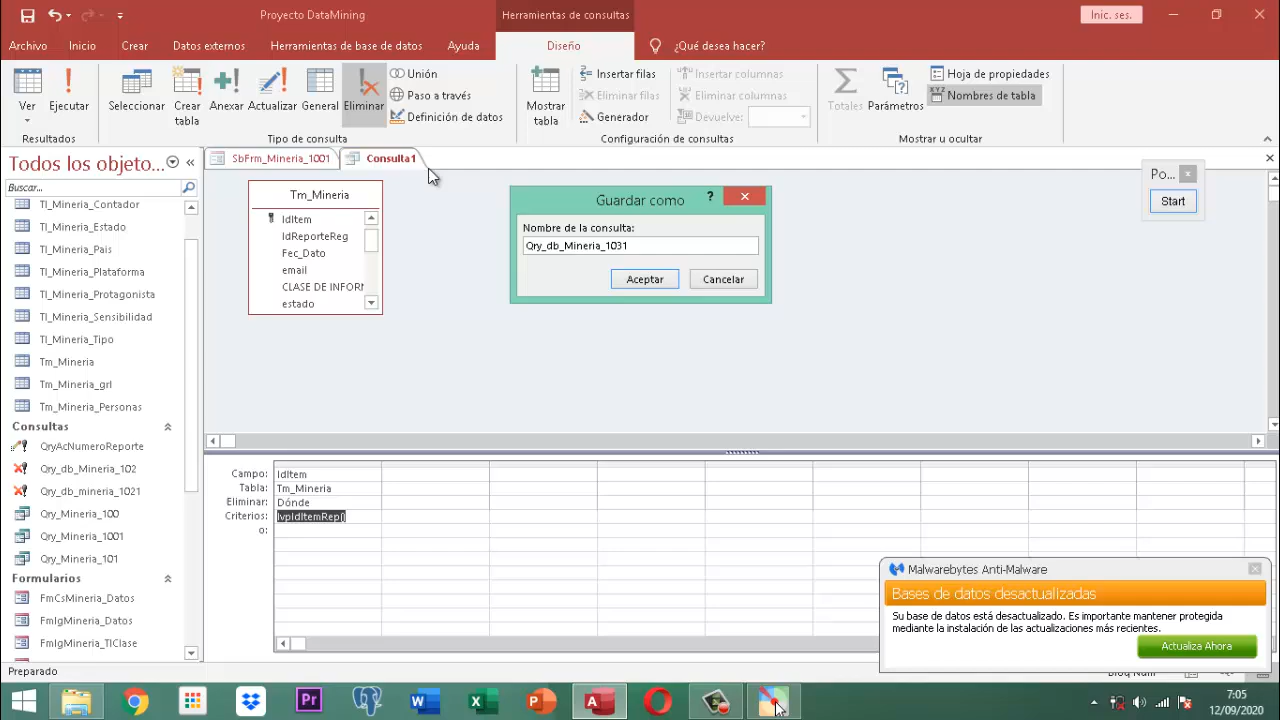 Proyecto DataMining
Herramientas de consultas
Inic. ses.
Archivo
Inicio
Crear
Datos externos
Herramientas de base de datos
Ayuda
Diseño
¿Qué desea hacer?
Ver
Ejecutar
Seleccionar
Crear tabla
Anexar
Actualizar
General
Eliminar
Unión
Paso a través
Definición de datos
Mostrar tabla
Insertar filas
Eliminar filas
Generador
Insertar columnas
Eliminar columnas
Devuelve:
Totales
Parámetros
Hoja de propiedades
XYZ
Nombres de tabla
Resultados
Tipo de consulta
Configuración de consultas
Mostrar u ocultar
Todos los objeto...
Buscar...
Tl_Mineria_Contador
Tl_Mineria_Estado
Tl_Mineria_Pais
Tl_Mineria_Plataforma
Tl_Mineria_Protagonista
Tl_Mineria_Sensibilidad
Tl_Mineria_Tipo
Tm_Mineria
Tm_Mineria_grl
Tm_Mineria_Personas
Consultas
QryAcNumeroReporte
Qry_db_Mineria_102
Qry_db_mineria_1021
Qry_Mineria_100
Qry_Mineria_1001
Qry_Mineria_101
Formularios
FmCsMineria_Datos
FmIgMineria_Datos
FmIgMineria_TlClase
SbFrm_Mineria_1001
Consulta1
Tm_Mineria
IdItem
IdReporteReg
Fec_Dato
email
CLASE DE INFORM
estado
Guardar como
?
Nombre de la consulta:
Qry_db_Mineria_1031
Aceptar
Cancelar
Po...
Start
Campo:
IdItem
Tabla:
Tm_Mineria
Eliminar:
Dónde
Criterios:
IvpIdItemRep()
o:
Malwarebytes Anti-Malware
Bases de datos desactualizadas
Su base de datos está desactualizado. Es importante mantener protegida
mediante la instalación de las actualizaciones más recientes.
Actualiza Ahora
Preparado
Bloq Num
Pr
7:05
12/09/2020